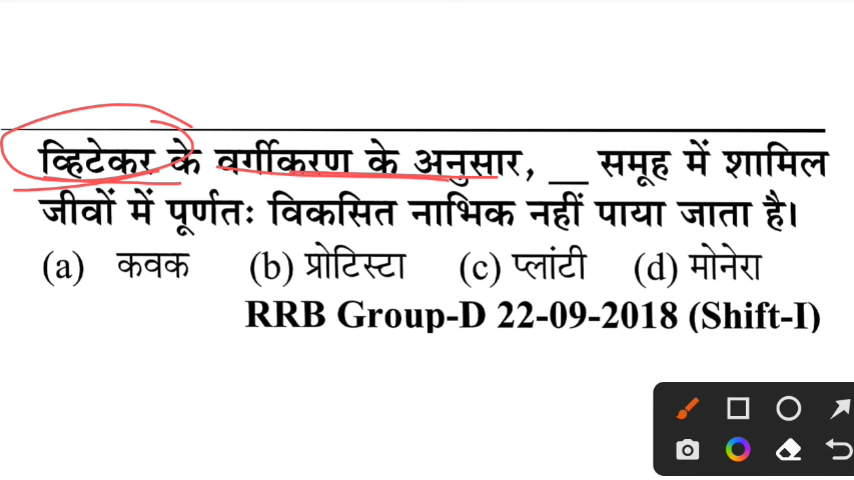 व्हिटेकर के वर्गीकरण के अनुसार, __ समूह में शामिल
जीवों में पूर्णतः विकसित नाभिक नहीं पाया जाता है।
(a) कवक (b) प्रोटिस्टा (c) प्लांटी (d) मोनेरा
RRB Group-D 22-09-2018 (Shift-I)